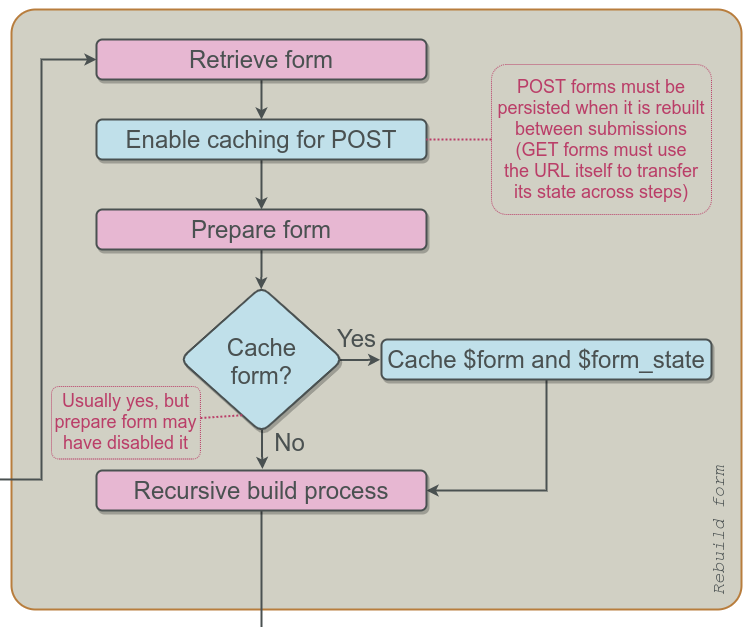 Retrieve form
Enable caching for POST
POST forms must be
persisted when it is rebuilt
between submissions
(GET forms must use
the URL itself to transfer
its state across steps)
Prepare form
Cache
form?
Yes
Cache $form and $form_state
Usually yes, but
prepare form may
have disabled it
No
Recursive build process
Rebuild form